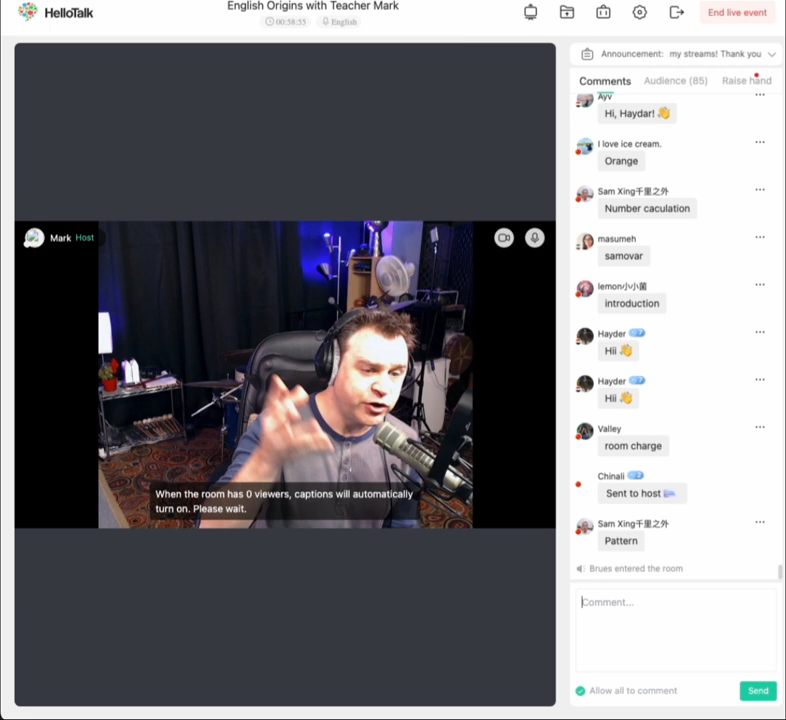 HelloTalk
English Origins with Teacher Mark
00:58:55
English
End live event
Announcement: my streams! Thank you
Comments
Audience (85)
Raise hand
Ayv
Hi, Haydar! 👋
I love ice cream.
Orange
Sam Xing千里之外
Number caculation
masumeh
samovar
lemon小小菌
introduction
Hayder
Hii 👋
Hayder
Hii 👋
Valley
room charge
Chinali
Sent to host
Sam Xing千里之外
Pattern
Brues entered the room
Comment...
Allow all to comment
Send
Mark Host
When the room has 0 viewers, captions will automatically
turn on. Please wait.